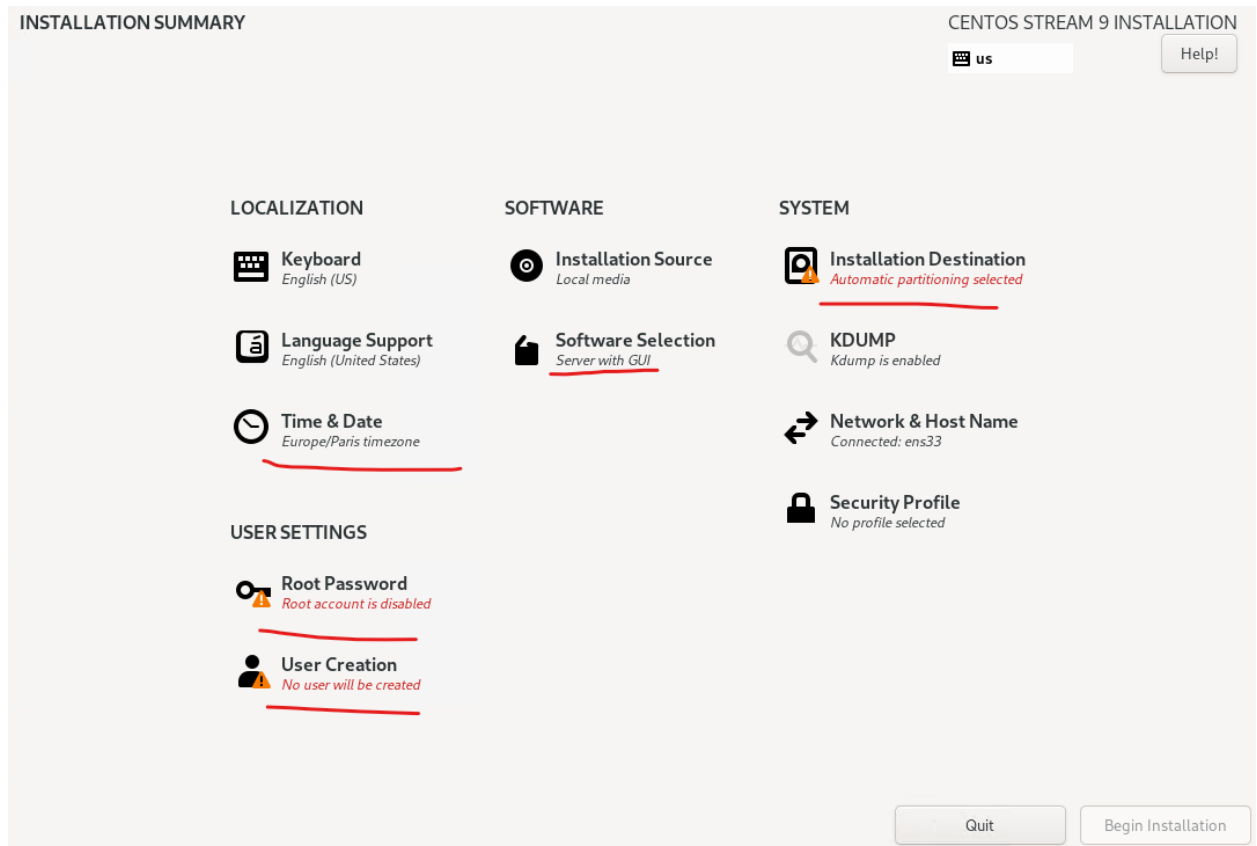 INSTALLATION SUMMARY
CENTOS STREAM 9 INSTALLATION
us
Help!
LOCALIZATION
Keyboard
English (US)
Language Support
English (United States)
Time & Date
Europe/Paris timezone
SOFTWARE
Installation Source
Local media
Software Selection
Server with GUI
SYSTEM
Installation Destination
Automatic partitioning selected
KDUMP
Kdump is enabled
Network & Host Name
Connected: ens33
Security Profile
No profile selected
USER SETTINGS
Root Password
Root account is disabled
User Creation
No user will be created
Quit
Begin Installation